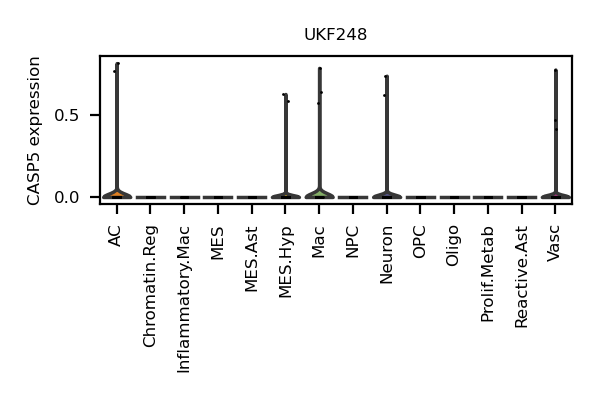 UKF248
CASP5 expression
0.5
0.0
AC
Chromatin.Reg
Inflammatory.Mac
MES
MES.Ast
MES.Hyp
Mac
NPC
Neuron
OPC
Oligo
Prolif.Metab
Reactive.Ast
Vasc